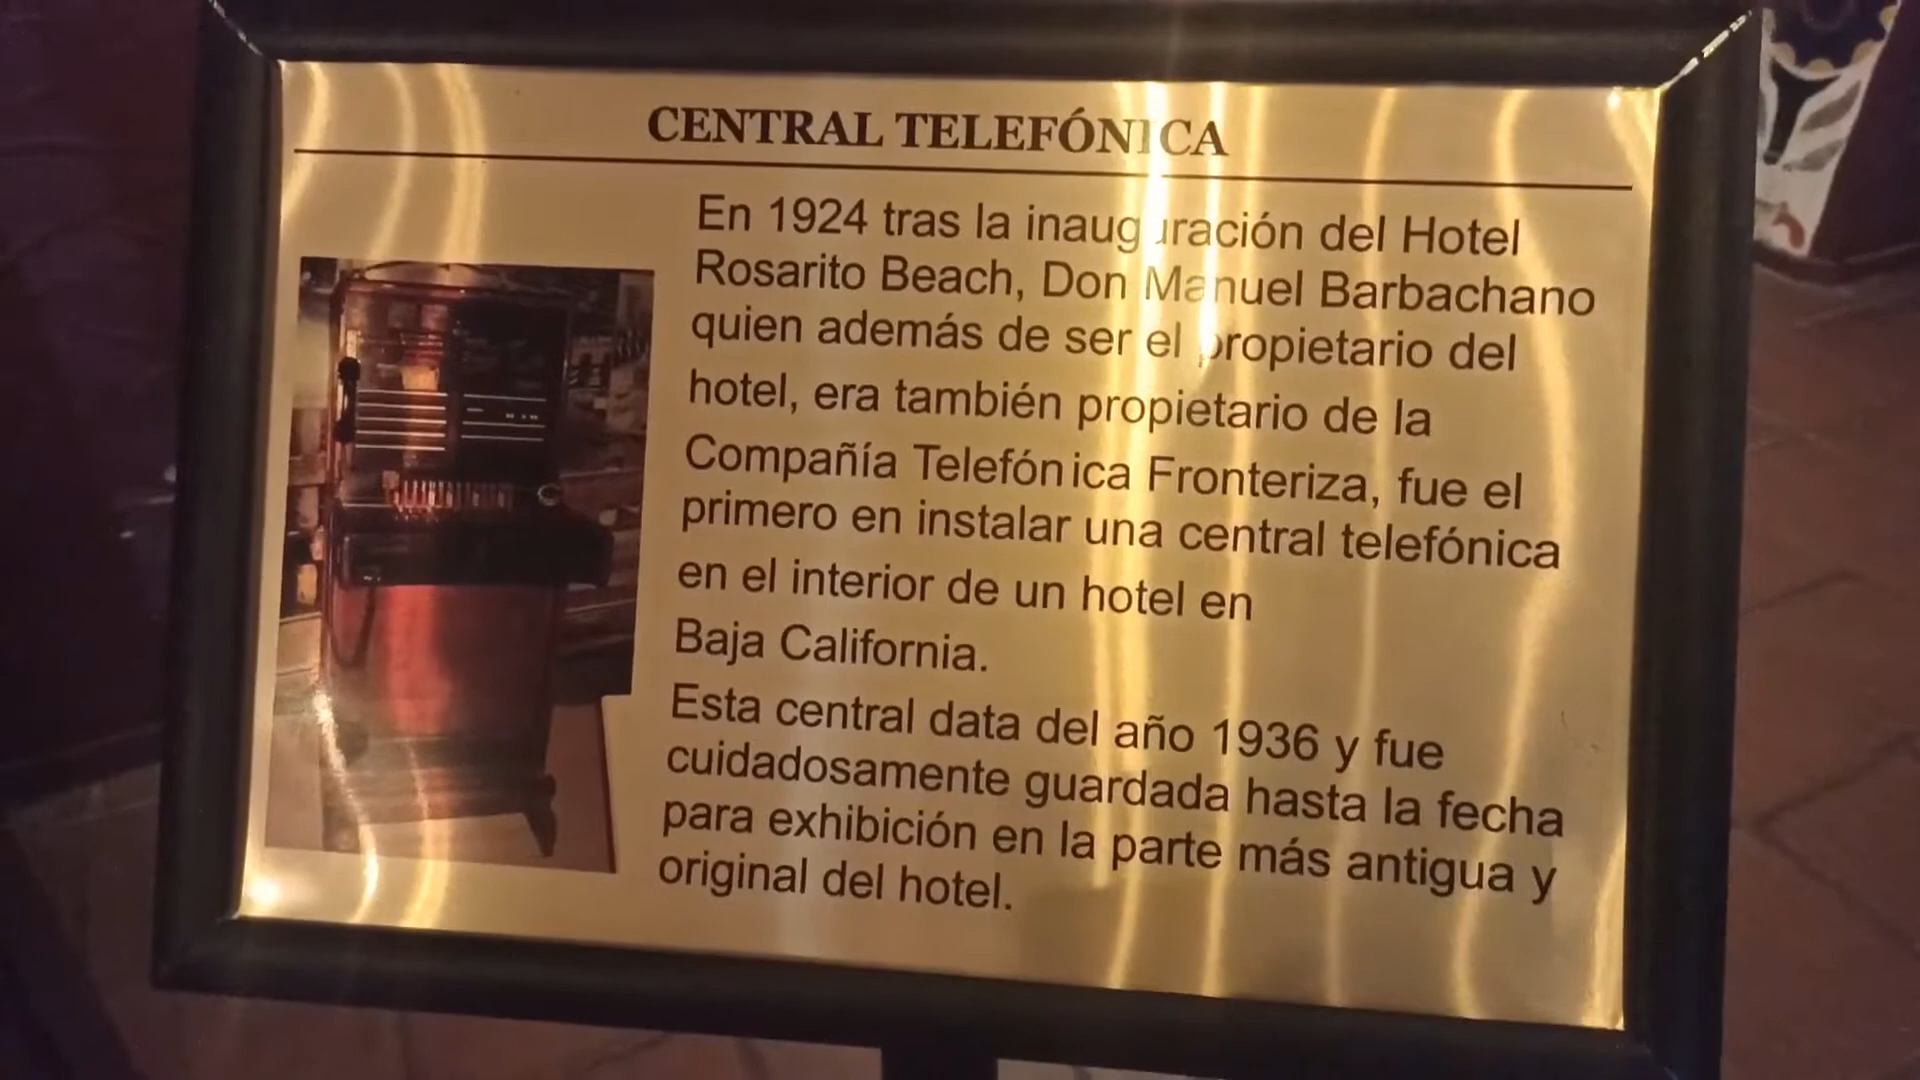 CENTRAL TELEFÓNICA
En 1924 tras la inauguración del Hotel
Rosarito Beach, Don Manuel Barbachano
quien además de ser el propietario del
hotel, era también propietario de la
Compañía Telefónica Fronteriza, fue el
primero en instalar una central telefónica
en el interior de un hotel en
Baja California.
Esta central data del año 1936 y fue
cuidadosamente guardada hasta la fecha
para exhibición en la parte más antigua y
original del hotel.